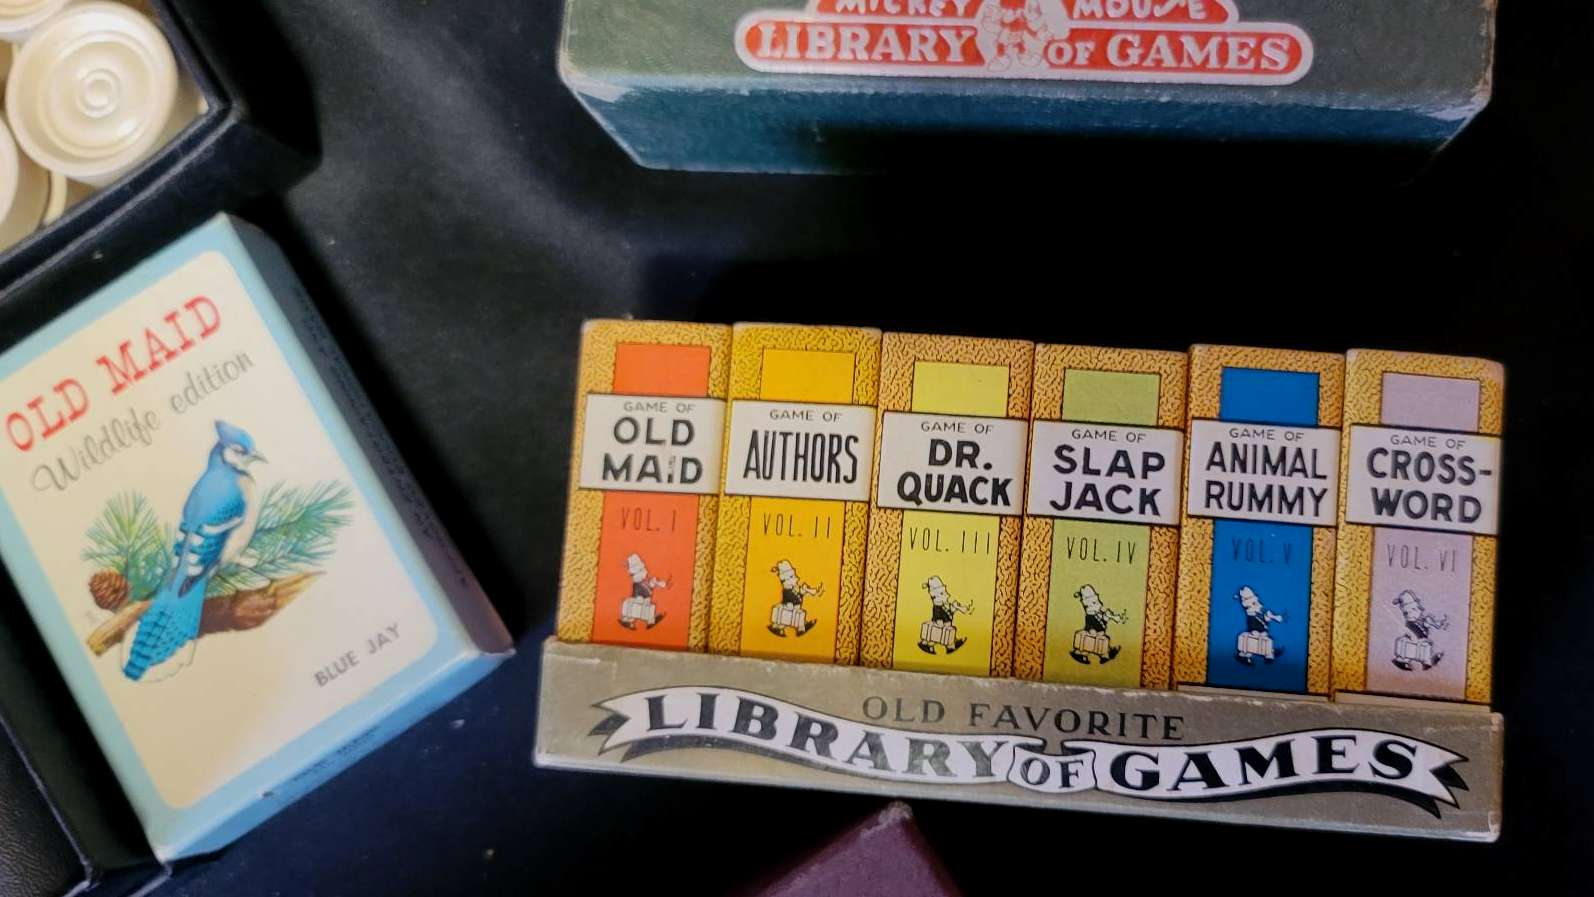 MICKEY MOUSE
LIBRARY OF GAMES
OLD MAID
Wildlife edition
BLUE JAY
GAME OF
OLD
MAID
VOL. I
GAME OF
AUTHORS
VOL. II
GAME OF
DR.
QUACK
VOL. III
GAME OF
SLAP
JACK
VOL. IV
GAME OF
ANIMAL
RUMMY
VOL. V
GAME OF
CROSS-
WORD
VOL. VI
OLD FAVORITE
LIBRARY OF GAMES